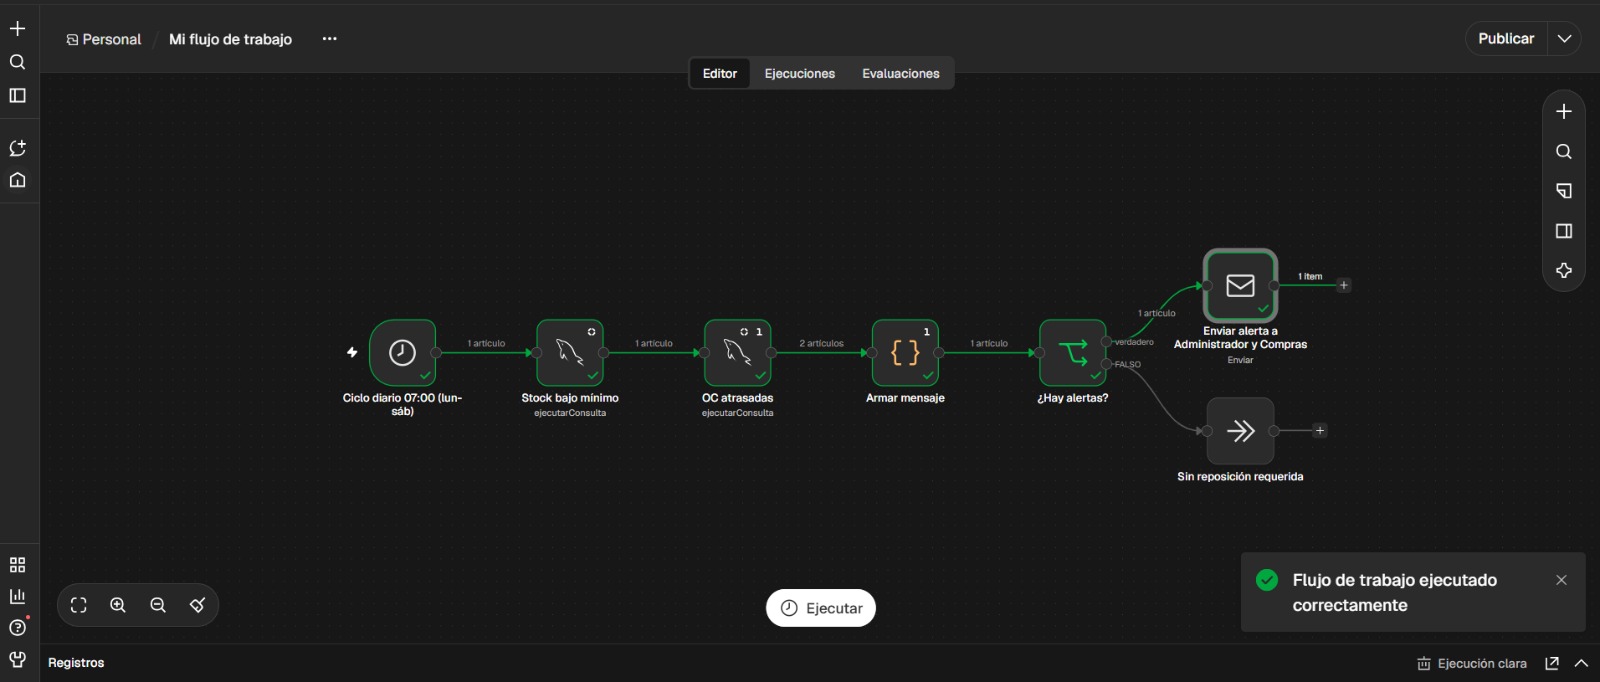 Personal / Mi flujo de trabajo ...
Publicar
Editor Ejecuciones Evaluaciones
1 item
1 artículo
Enviar alerta a
Administrador y Compras
Enviar
1 1
1 artículo 1 artículo 2 artículos 1 artículo verdadero
FALSO
Ciclo diario 07:00 (lun-
sáb)
Stock bajo mínimo
ejecutarConsulta
OC atrasadas
ejecutarConsulta
Armar mensaje
¿Hay alertas?
Sin reposición requerida
Flujo de trabajo ejecutado
correctamente
Ejecutar
Registros
Ejecución clara